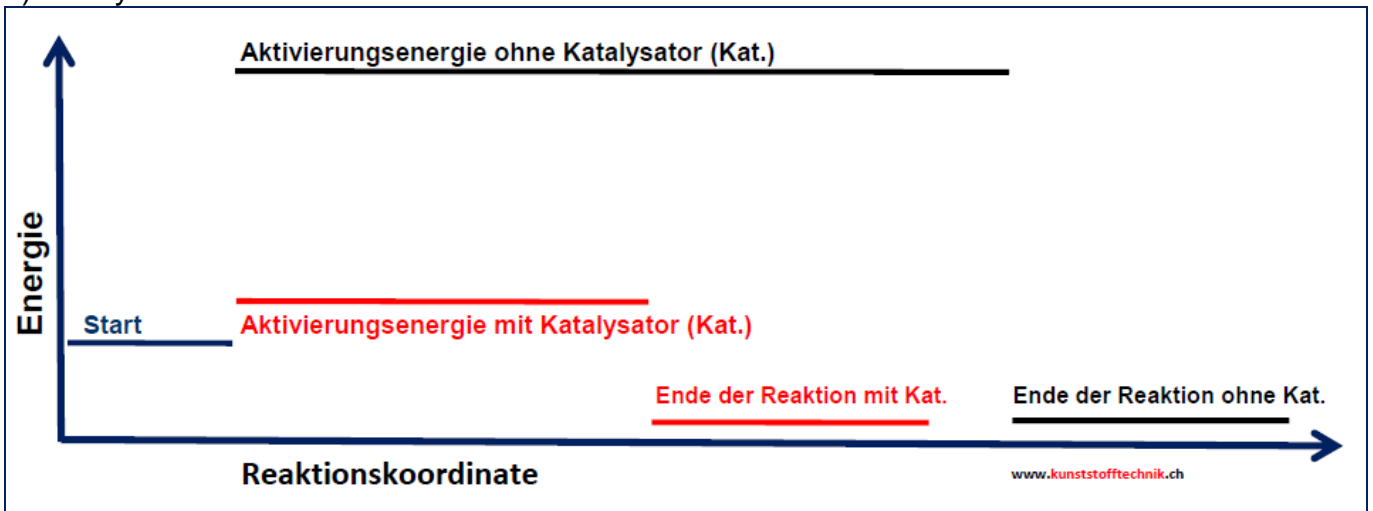 Aktivierungsenergie ohne Katalysator (Kat.)
Energie
Start
Aktivierungsenergie mit Katalysator (Kat.)
Ende der Reaktion mit Kat.
Ende der Reaktion ohne Kat.
Reaktionskoordinate
www.kunststofftechnik.ch